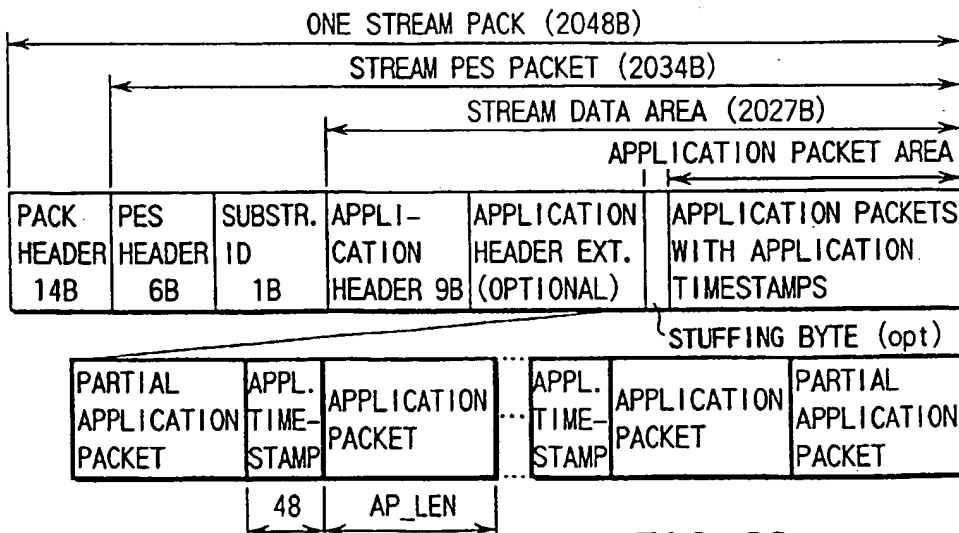 ONE STREAM PACK (2048B)
STREAM PES PACKET (2034B)
STREAM DATA AREA (2027B)
APPLICATION PACKET AREA
PACK
HEADER
14B
PES
HEADER
6B
SUBSTR.
ID
1B
APPLI-
CATION
HEADER 9B
APPLICATION
HEADER EXT.
(OPTIONAL)
APPLICATION PACKETS
WITH APPLICATION
TIMESTAMPS
STUFFING BYTE (opt)
PARTIAL
APPLICATION
PACKET
APPL.
TIME-
STAMP
APPLICATION
PACKET
...
APPL.
TIME-
STAMP
APPLICATION
PACKET
PARTIAL
APPLICATION
PACKET
48
AP_LEN